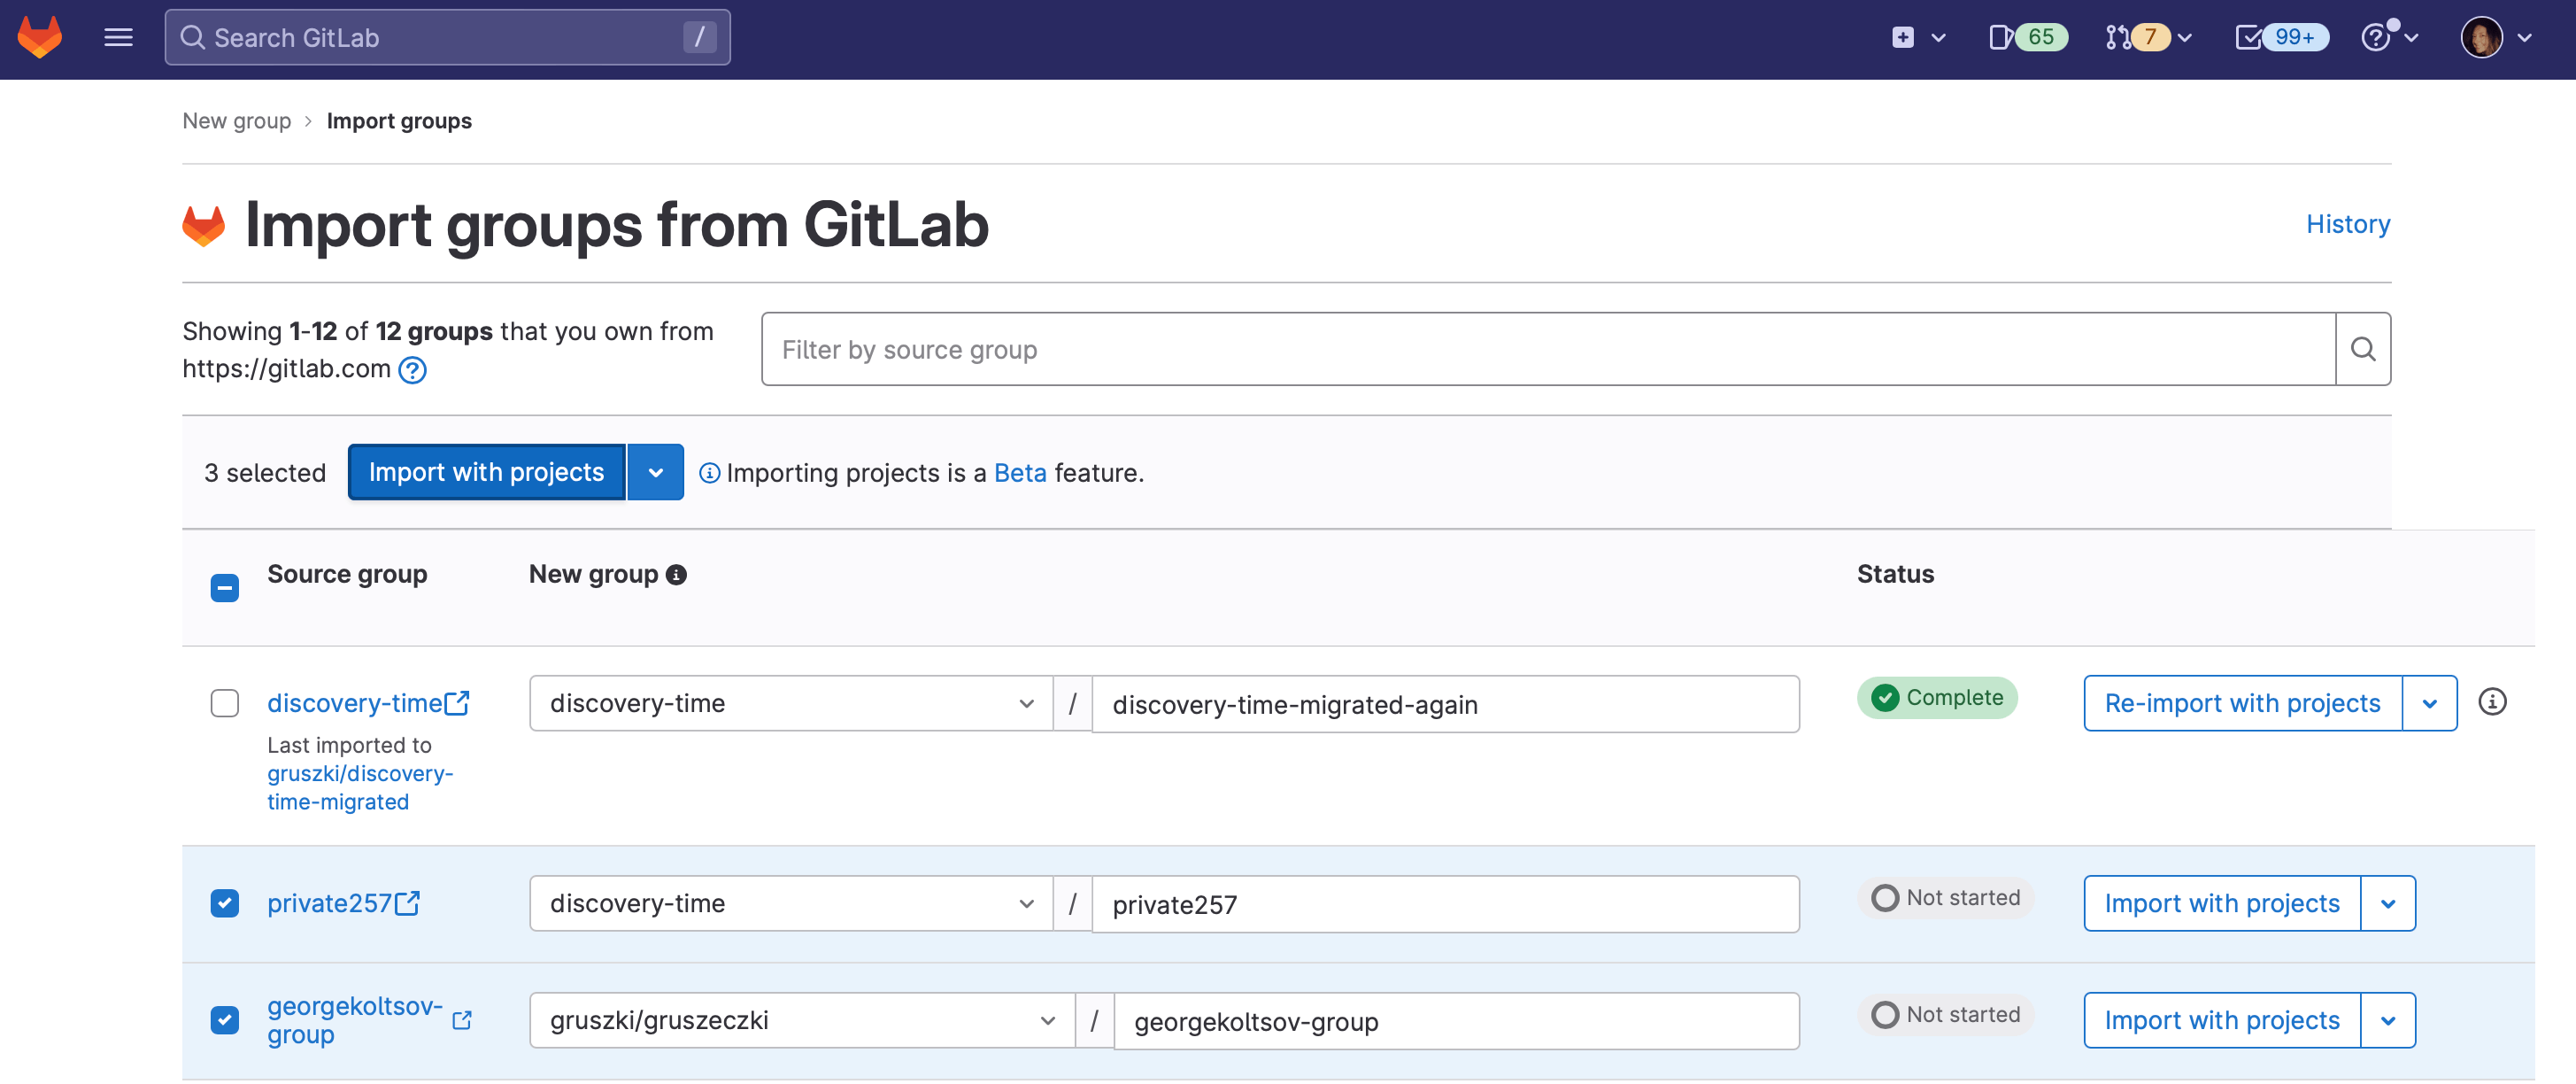 Search GitLab
/
65
7
99+
New group > Import groups
Import groups from GitLab
History
Showing 1-12 of 12 groups that you own from
https://gitlab.com
Filter by source group
3 selected
Import with projects
Importing projects is a Beta feature.
Source group
New group
Status
discovery-time
Last imported to
gruszki/discovery-
time-migrated
discovery-time
/
discovery-time-migrated-again
Complete
Re-import with projects
private257
discovery-time
/
private257
Not started
Import with projects
georgekoltsov-
group
gruszki/gruszeczki
/
georgekoltsov-group
Not started
Import with projects